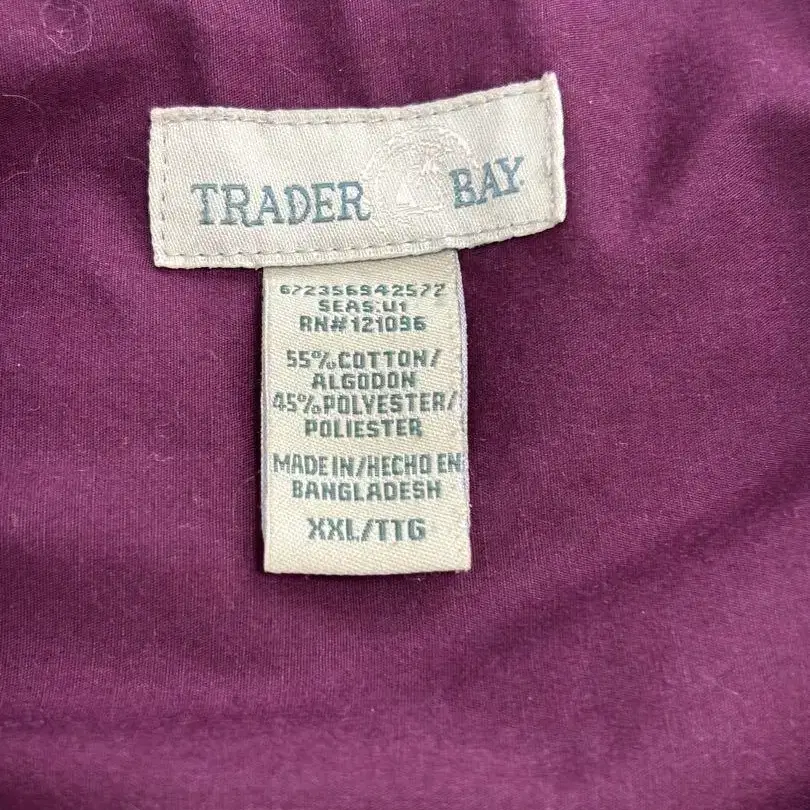 TRADER BAY
672356942572
SEAS:U1
RN#121096
55%COTTON/
ALGODON
45%POLYESTER/
POLIESTER
MADE IN/HECHO EN
BANGLADESH
XXL/TTG